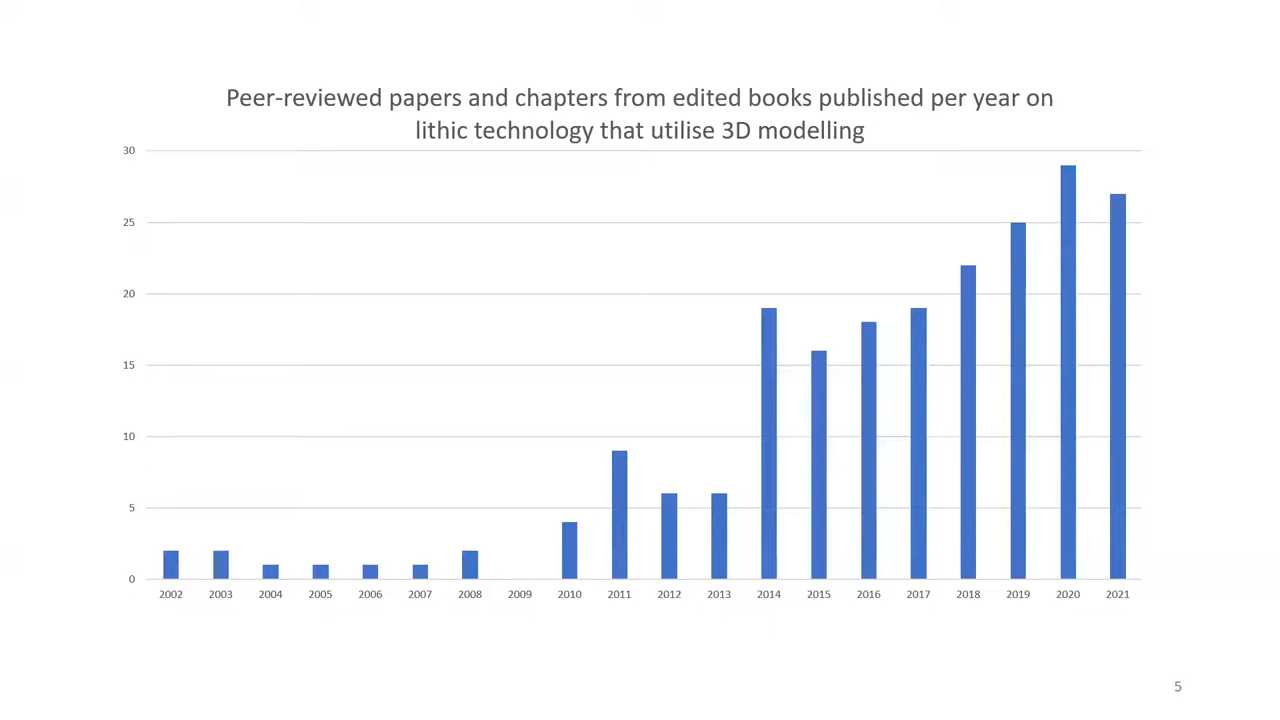 Peer-reviewed papers and chapters from edited books published per year on
lithic technology that utilise 3D modelling
30
25
20
15
10
5
0
2002 2003 2004 2005 2006 2007 2008 2009 2010 2011 2012 2013 2014 2015 2016 2017 2018 2019 2020 2021
5